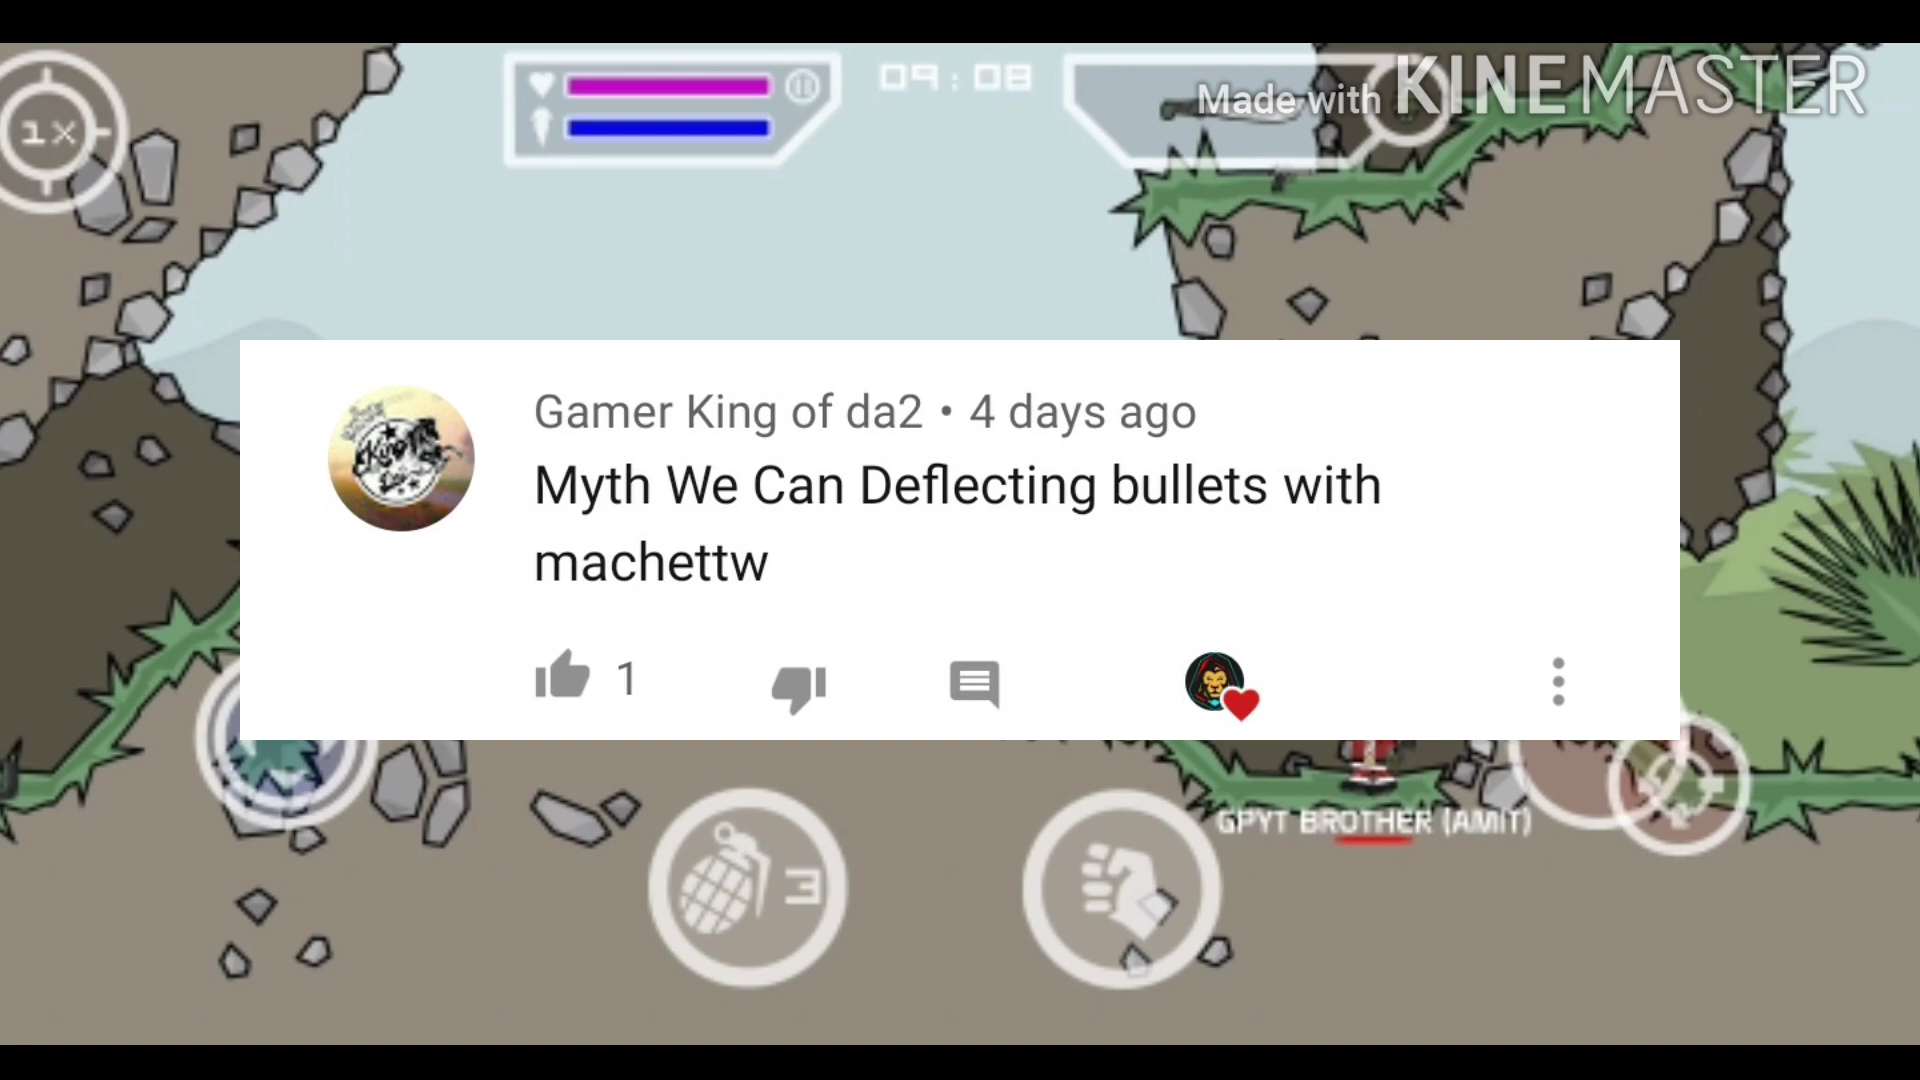 1x
09:08
Made with KINEMASTER
Gamer King of da2 • 4 days ago
Myth We Can Deflecting bullets with
machettw
1
GPYT BROTHER (AMIT)
3